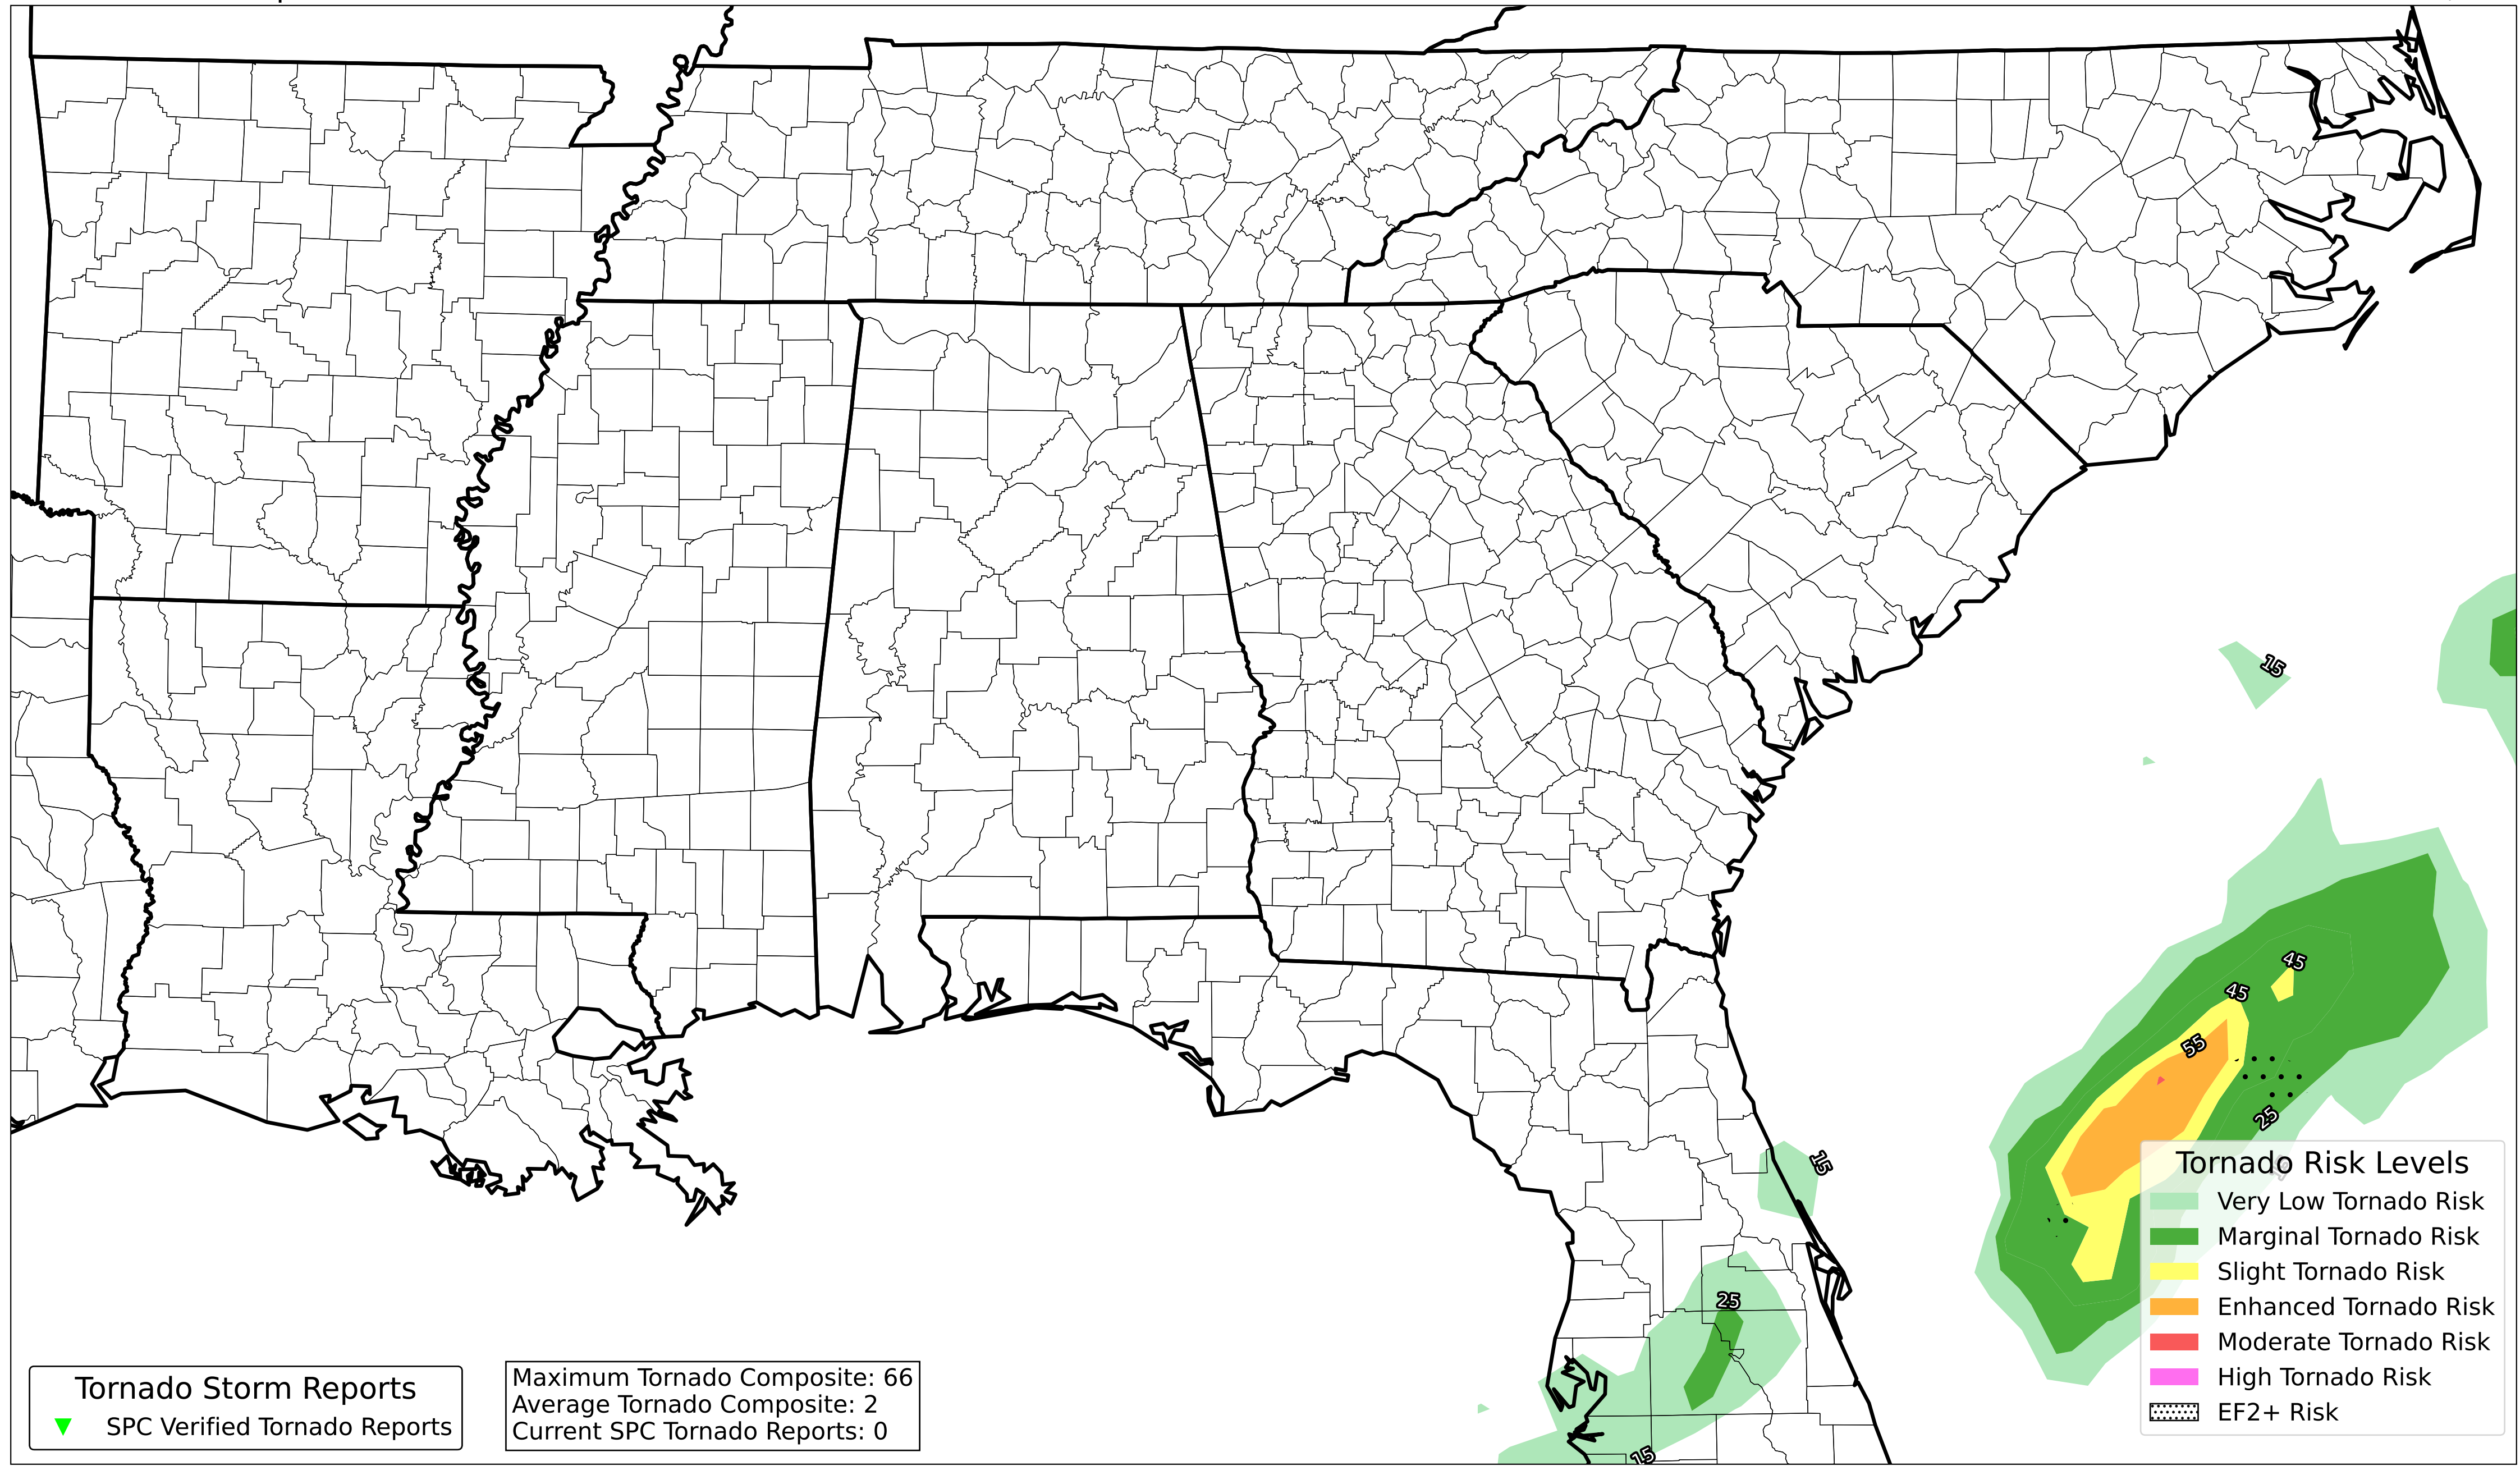 15
45
45
55
25
15
25
15
Tornado Risk Levels
Very Low Tornado Risk
Marginal Tornado Risk
Slight Tornado Risk
Enhanced Tornado Risk
Moderate Tornado Risk
High Tornado Risk
EF2+ Risk
Tornado Storm Reports
SPC Verified Tornado Reports
Maximum Tornado Composite: 66
Average Tornado Composite: 2
Current SPC Tornado Reports: 0